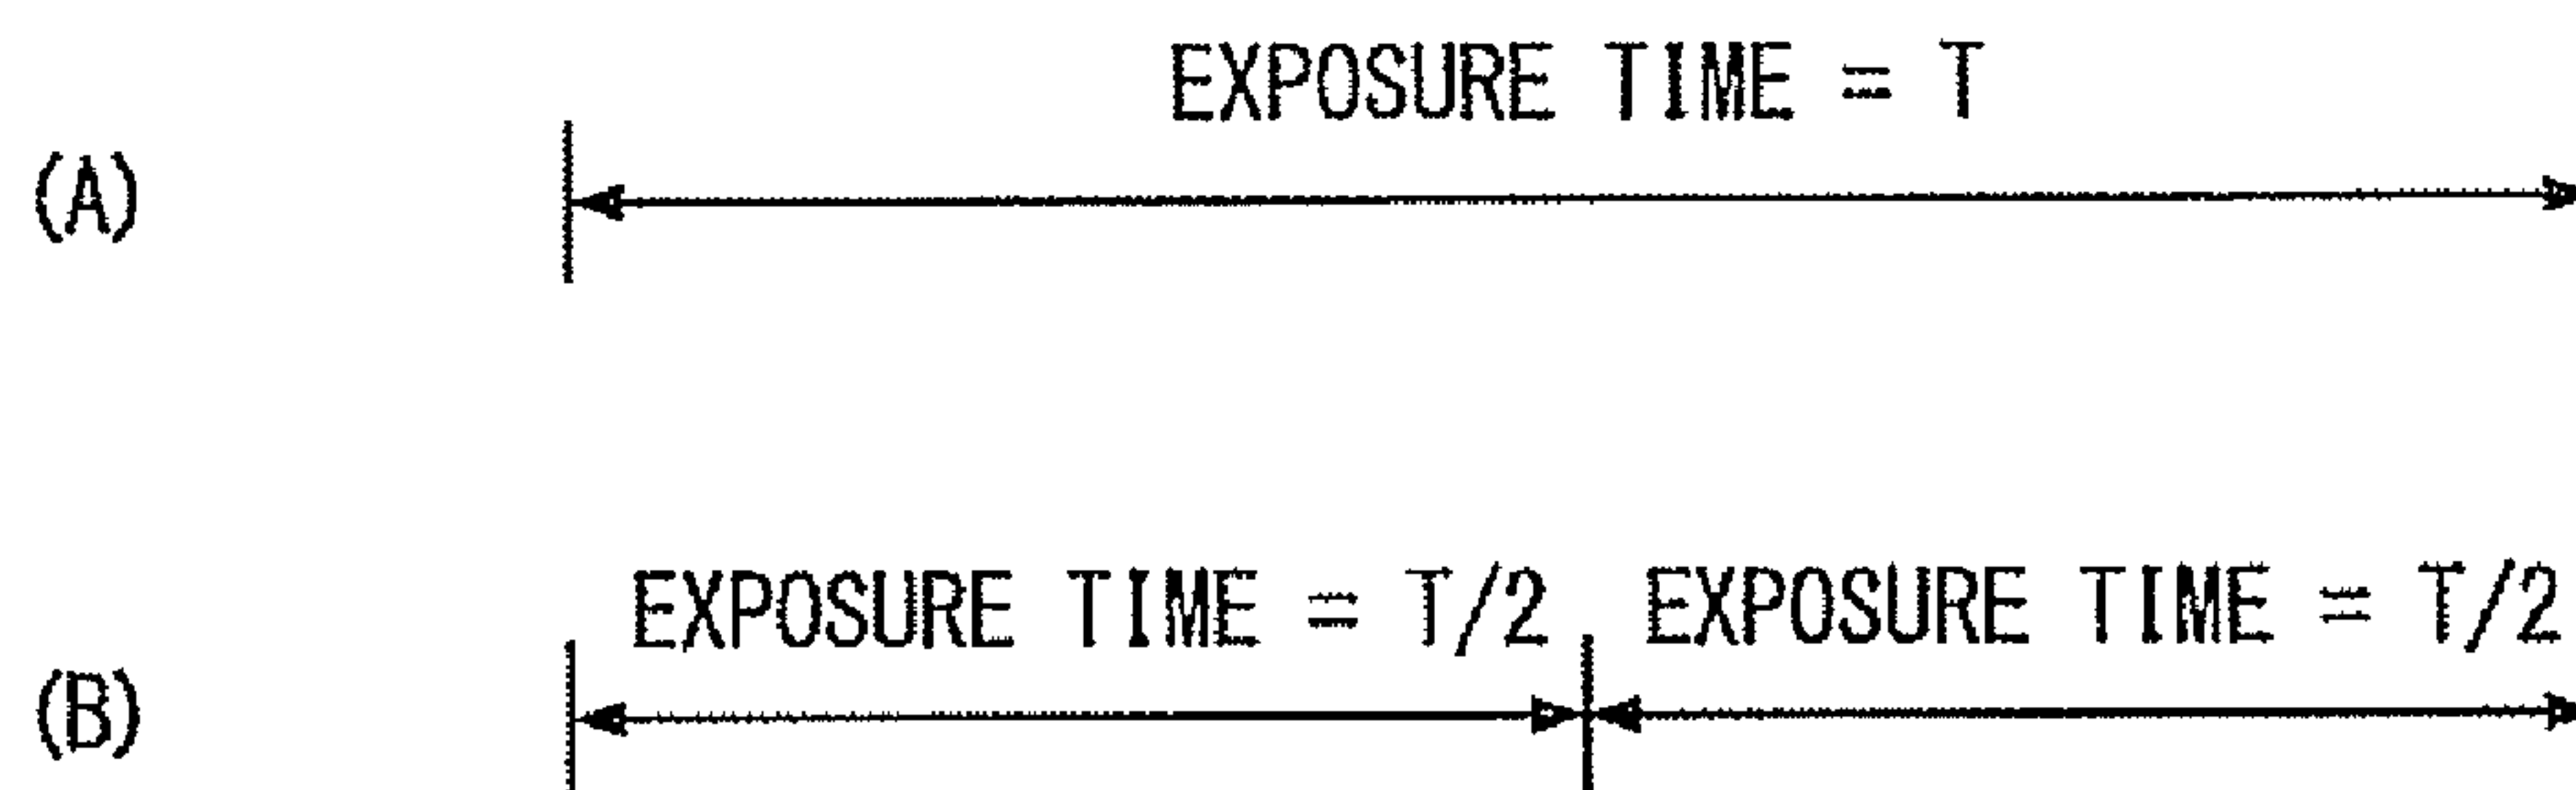 EXPOSURE TIME = T
(A)
EXPOSURE TIME = T/2 EXPOSURE TIME = T/2
(B)